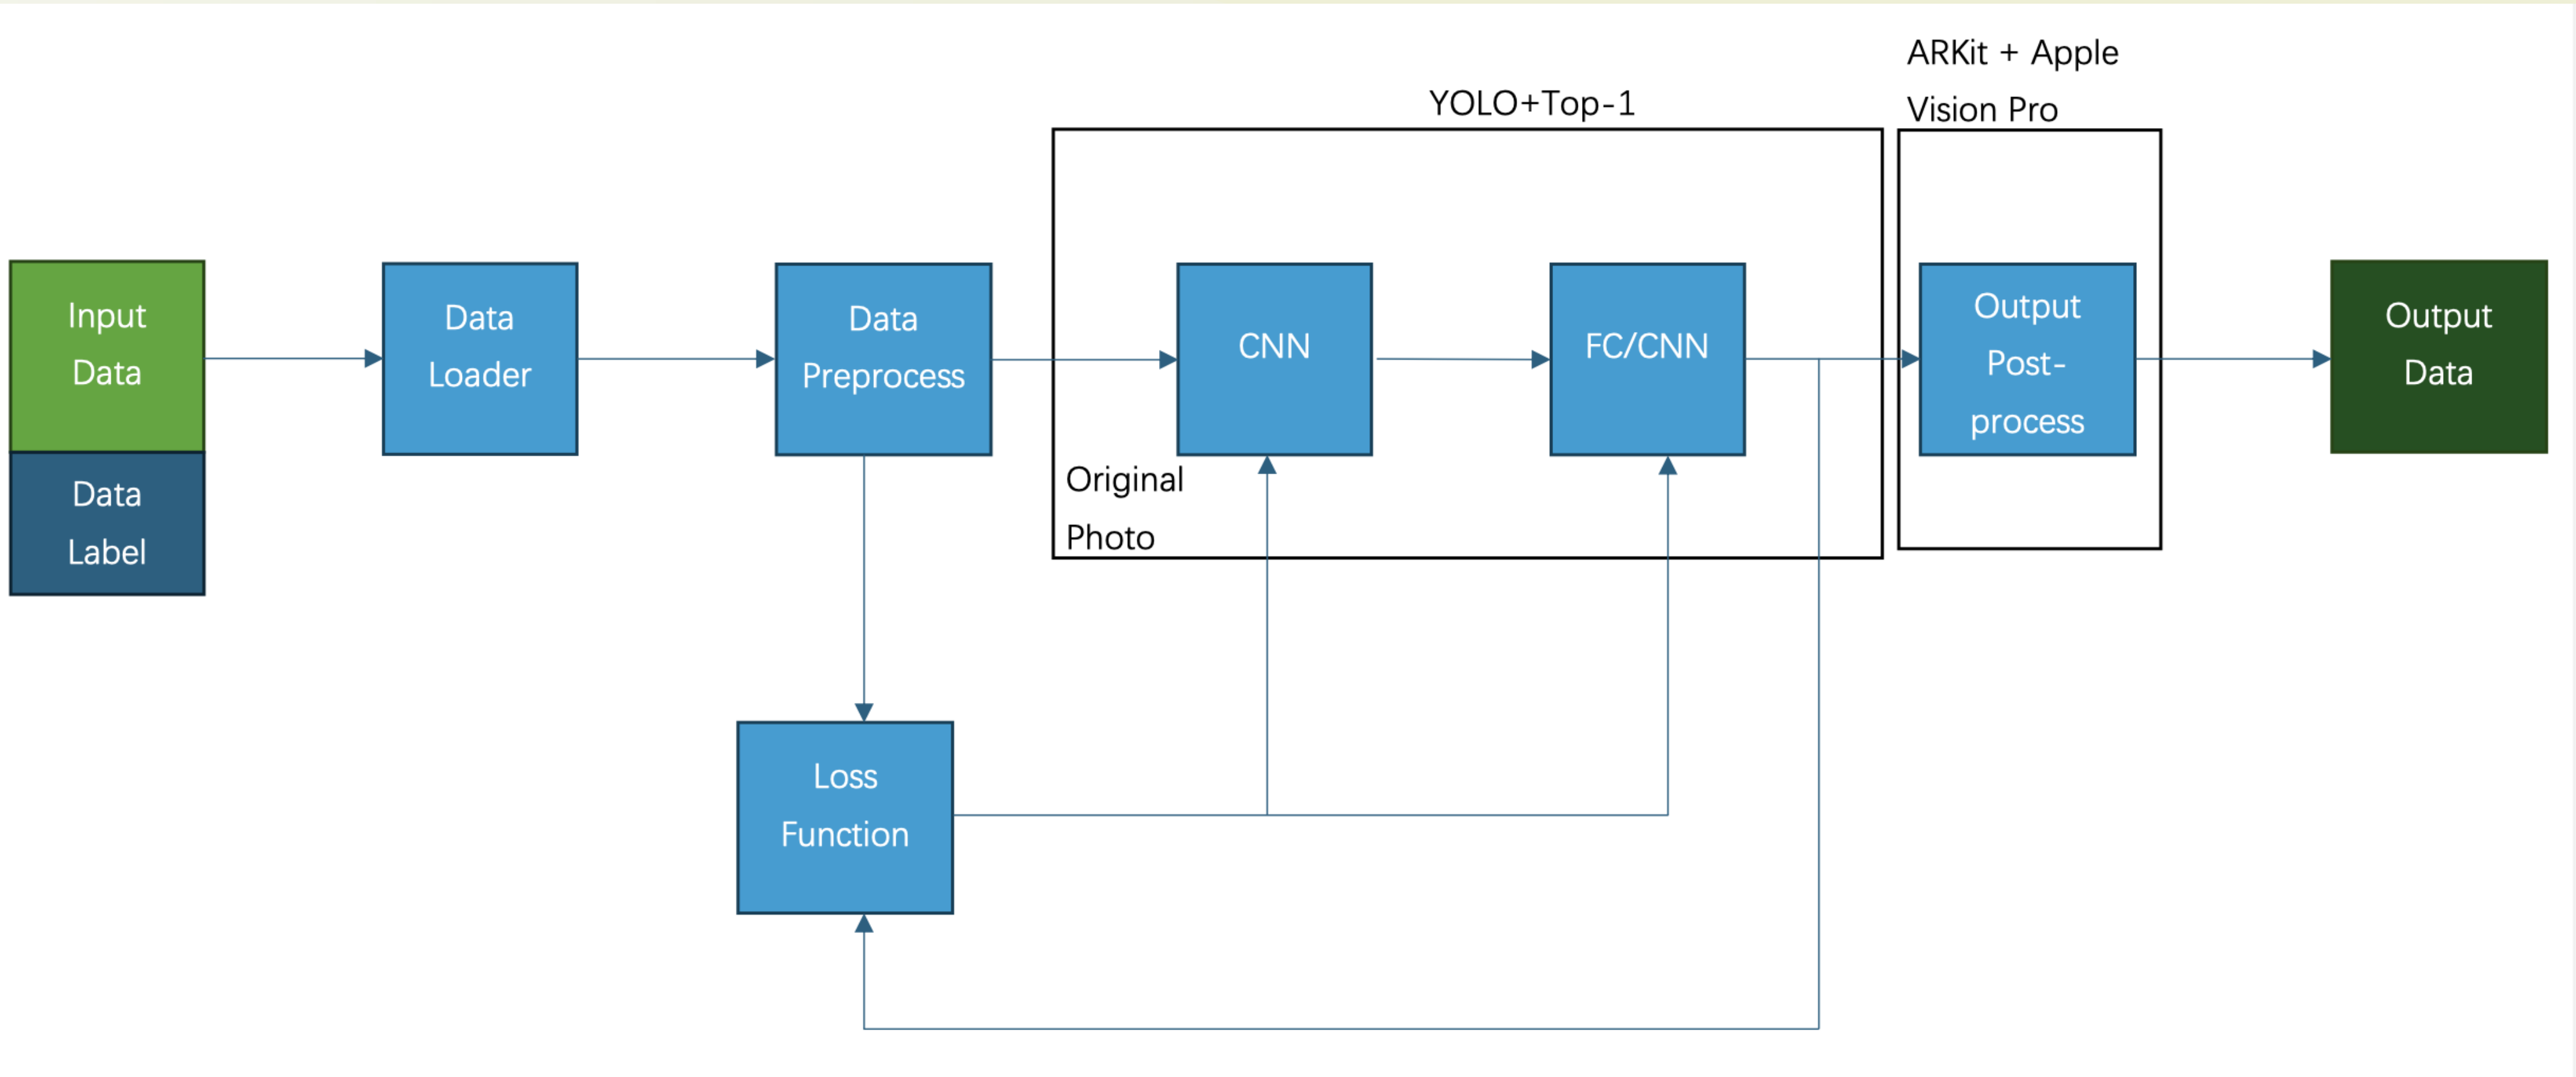 ARKit + Apple
Vision Pro
YOLO+Top-1
Input
Data
Data
Label
Data
Loader
Data
Preprocess
CNN
FC/CNN
Original
Photo
Output
Post-
process
Output
Data
Loss
Function